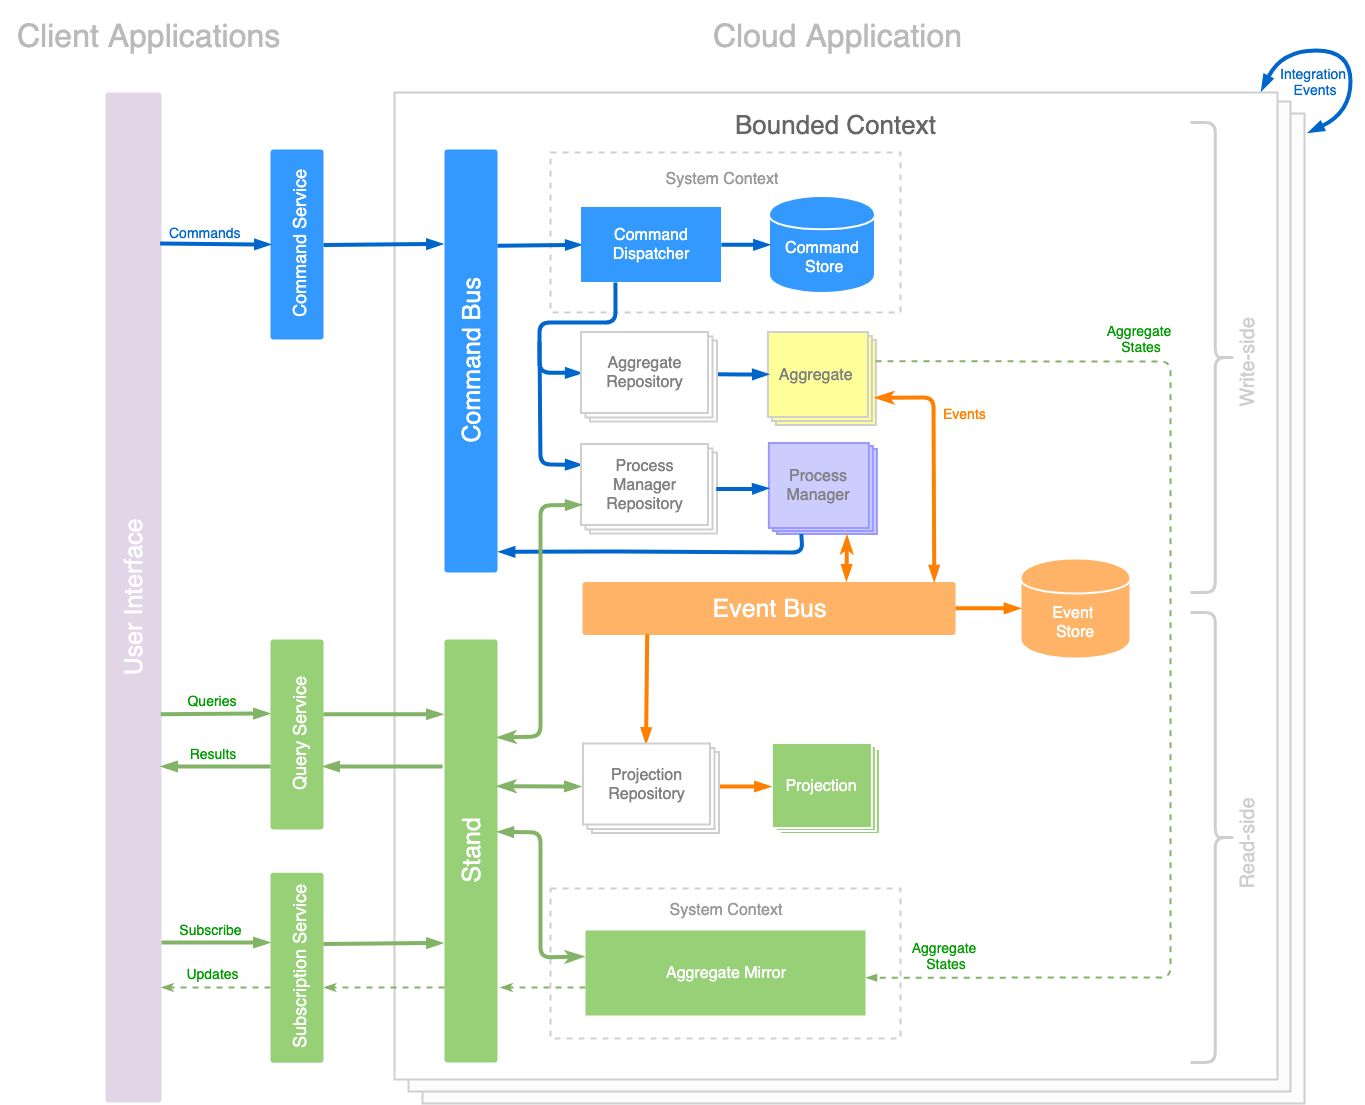 Client Applications
Cloud Application
Integration
Events
Bounded Context
System Context
Commands
Command Service
Command Bus
Command
Dispatcher
Command
Store
Aggregate
Repository
Aggregate
Aggregate
States
Write-side
Events
Process
Manager
Repository
Process
Manager
User Interface
Event Bus
Event
Store
Queries
Results
Query Service
Stand
Projection
Repository
Projection
Read-side
System Context
Subscribe
Updates
Subscription Service
Aggregate Mirror
Aggregate
States